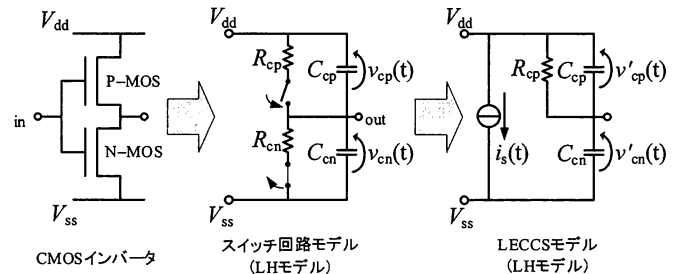 Vdd
P-MOS
in
N-MOS
Vss
CMOSインバータ
Vdd
Rcp
Ccp
vcp(t)
out
Rcn
Ccn
vcn(t)
Vss
スイッチ回路モデル
(LHモデル)
Vdd
Rcp
Ccp
v'cp(t)
is(t)
Ccn
v'cn(t)
Vss
LECCSモデル
(LHモデル)